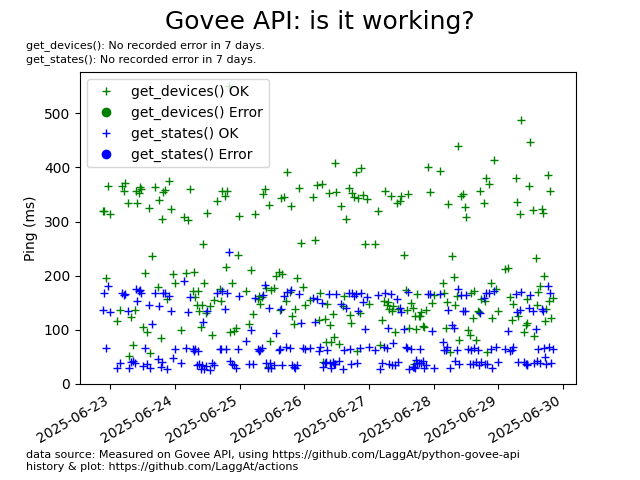 Govee API: is it working?
get_devices(): No recorded error in 7 days.
get_states(): No recorded error in 7 days.
get_devices() OK
get_devices() Error
get_states() OK
get_states() Error
Ping (ms)
500
400
300
200
100
0
2025-06-23
2025-06-24
2025-06-25
2025-06-26
2025-06-27
2025-06-28
2025-06-29
2025-06-30
data source: Measured on Govee API, using https://github.com/LaggAt/python-govee-api
history & plot: https://github.com/LaggAt/actions